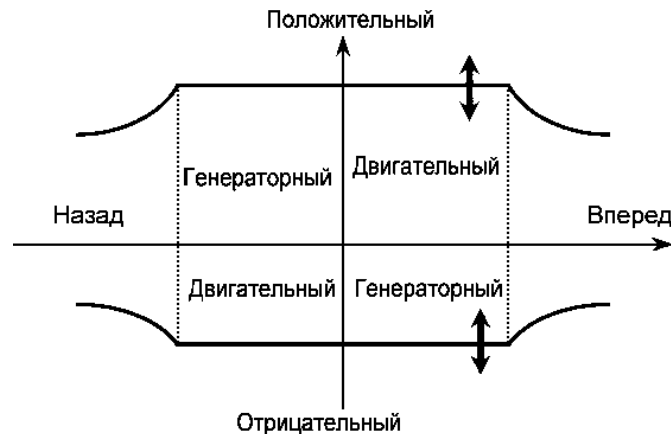 Положительный
Генераторный
Двигательный
Назад
Вперед
Двигательный
Генераторный
Отрицательный